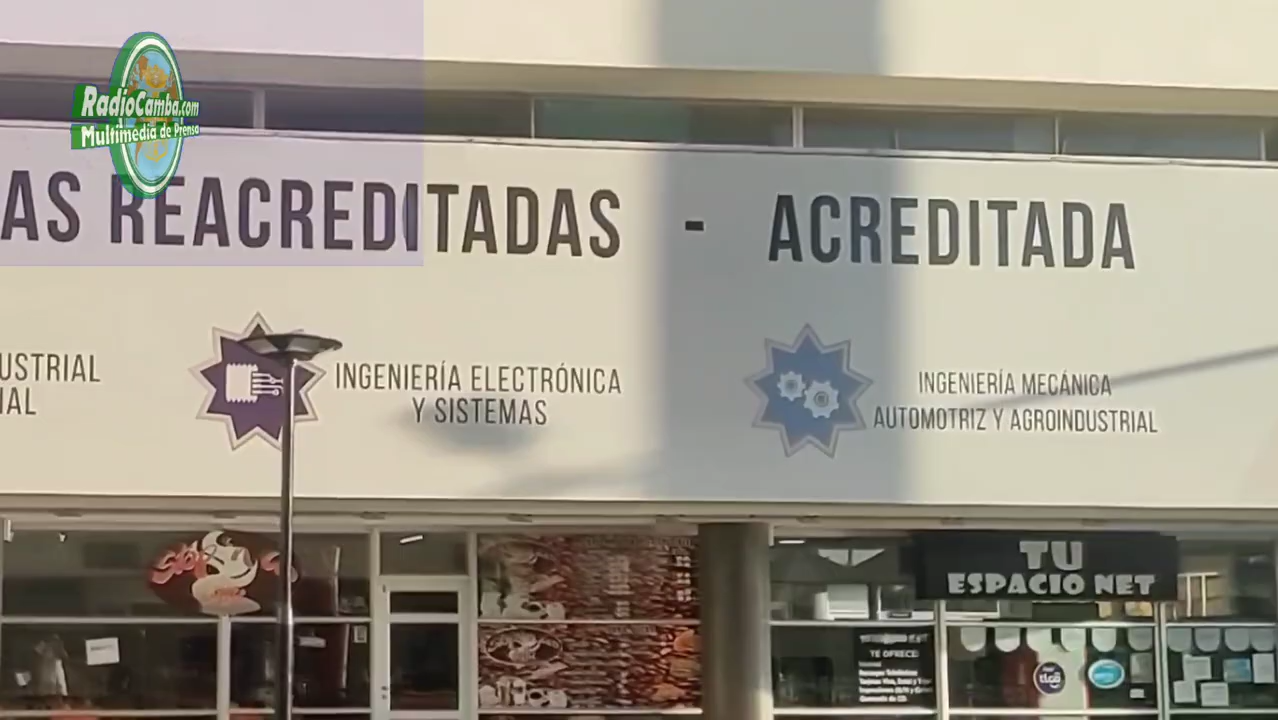 RadioCamba.com
Multimedia de Prensa
AS REACREDITADAS - ACREDITADA
USTRIAL
IAL
INGENIERÍA ELECTRÓNICA
Y SISTEMAS
INGENIERÍA MECÁNICA
AUTOMOTRIZ Y AGROINDUSTRIAL
TU
ESPACIO NET
TE OFRECE:
tigo